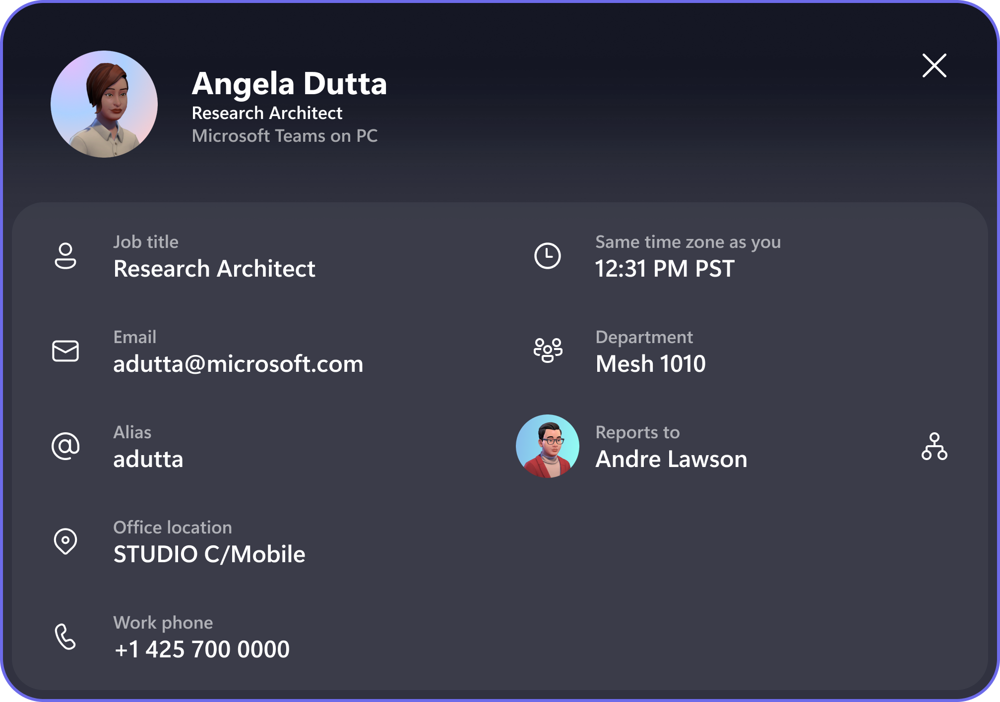 Angela Dutta
Research Architect
Microsoft Teams on PC
Job title
Research Architect
Same time zone as you
12:31 PM PST
Email
adutta@microsoft.com
Department
Mesh 1010
Alias
adutta
Reports to
Andre Lawson
Office location
STUDIO C/Mobile
Work phone
+1 425 700 0000